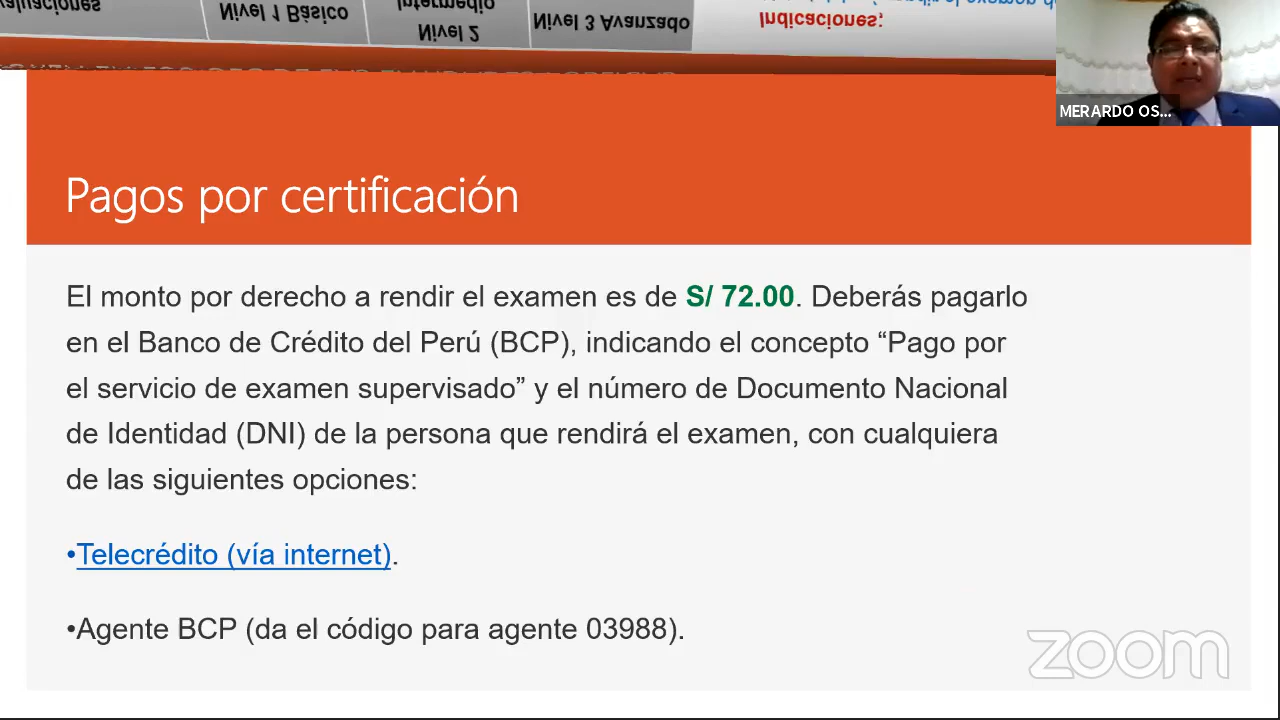 Nivel 1 Básico
Intermedio
Nivel 2
Nivel 3 Avanzado
Indicaciones:
MERARDO OS...
Pagos por certificación
El monto por derecho a rendir el examen es de S/ 72.00. Deberás pagarlo
en el Banco de Crédito del Perú (BCP), indicando el concepto “Pago por
el servicio de examen supervisado” y el número de Documento Nacional
de Identidad (DNI) de la persona que rendirá el examen, con cualquiera
de las siguientes opciones:
•Telecrédito (vía internet).
•Agente BCP (da el código para agente 03988).
zoom